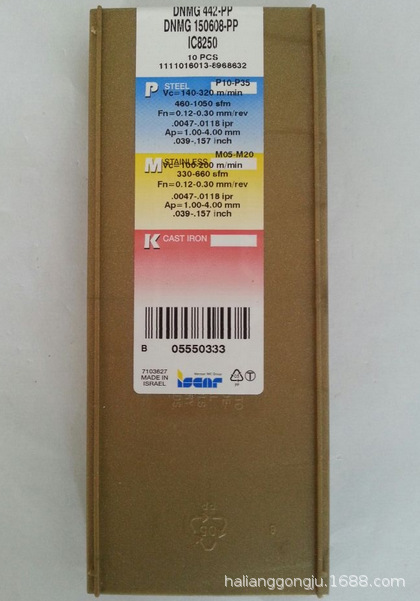 DNMG 442-PP
DNMG 150608-PP
IC8250
10 PCS
1111016013-8968632
P STEEL P10-P35
Vc=140-320 m/min
460-1050 sfm
Fn=0.12-0.30 mm/rev
.0047-.0118 ipr
Ap=1.00-4.00 mm
.039-.157 inch
M STAINLESS M05-M20
Vc=100-200 m/min
330-660 sfm
Fn=0.12-0.30 mm/rev
.0047-.0118 ipr
Ap=1.00-4.00 mm
.039-.157 inch
K CAST IRON
B 05550333
7103627
MADE IN
ISRAEL
iscar
PP
halianggongju.1688.com